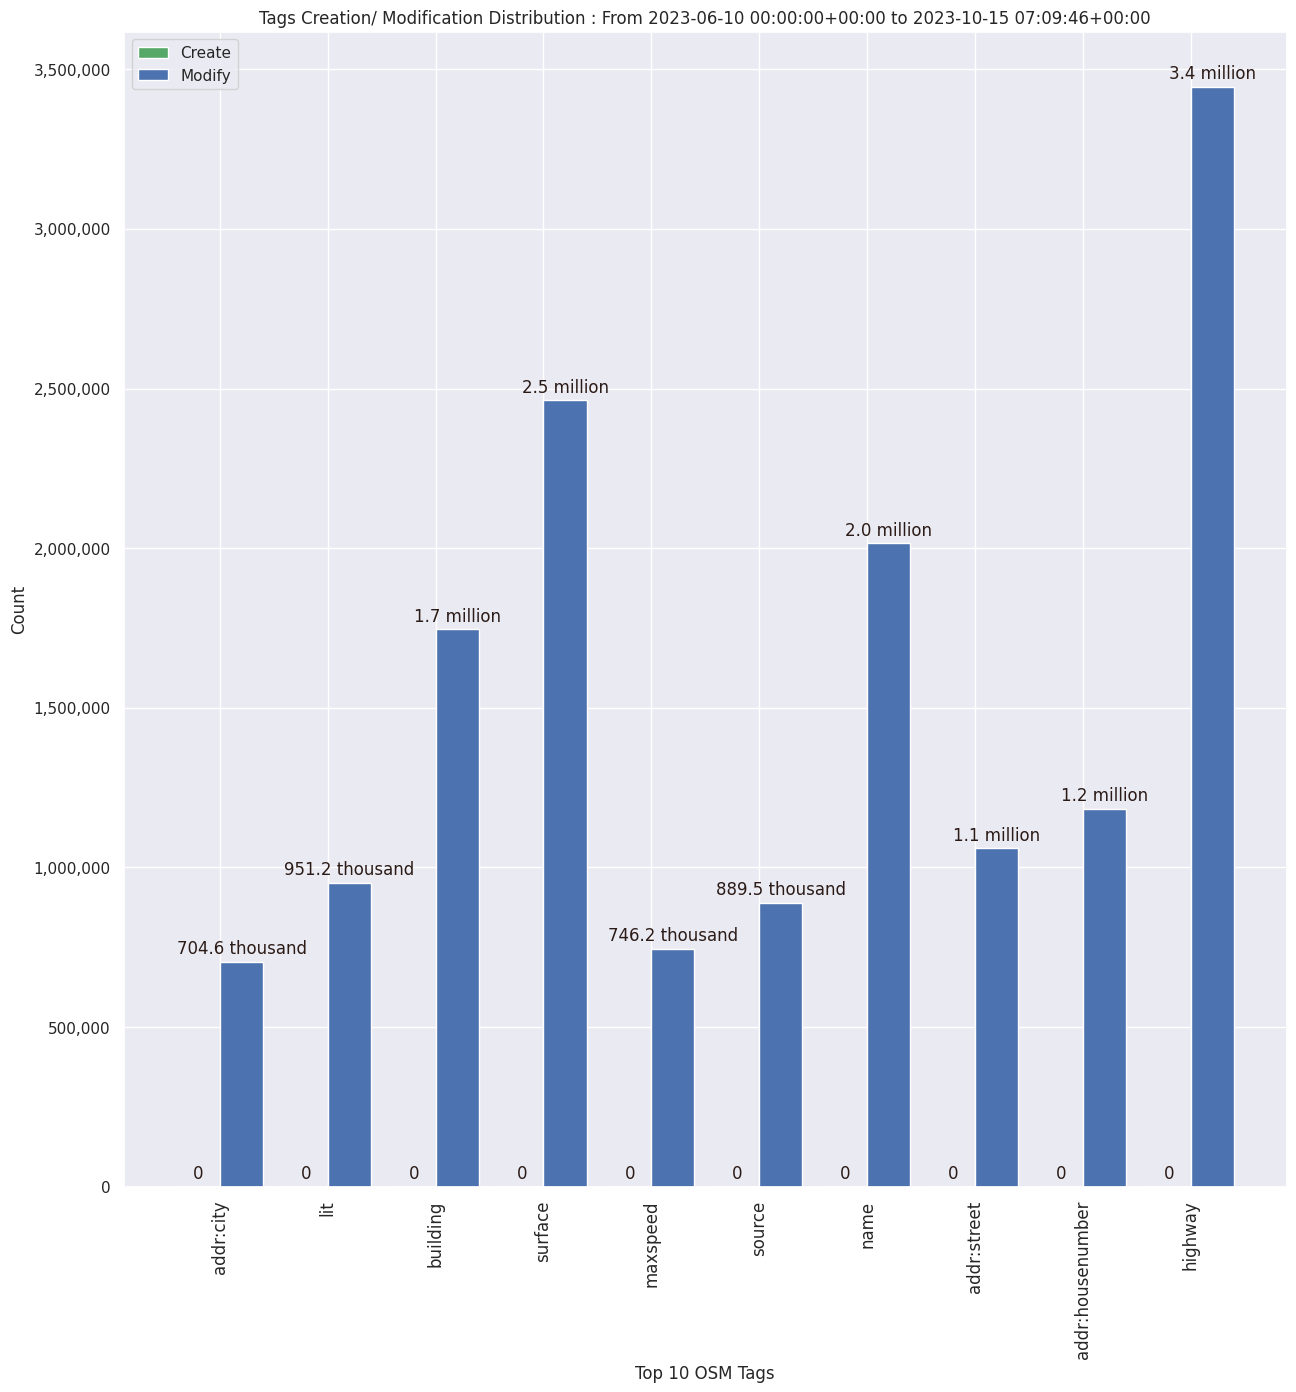 Tags Creation/ Modification Distribution : From 2023-06-10 00:00:00+00:00 to 2023-10-15 07:09:46+00:00
Create
Modify
3,500,000
3,000,000
2,500,000
2,000,000
1,500,000
1,000,000
500,000
0
Count
704.6 thousand
951.2 thousand
1.7 million
2.5 million
746.2 thousand
889.5 thousand
2.0 million
1.1 million
1.2 million
3.4 million
0
0
0
0
0
0
0
0
0
0
addr:city
lit
building
surface
maxspeed
source
name
addr:street
addr:housenumber
highway
Top 10 OSM Tags